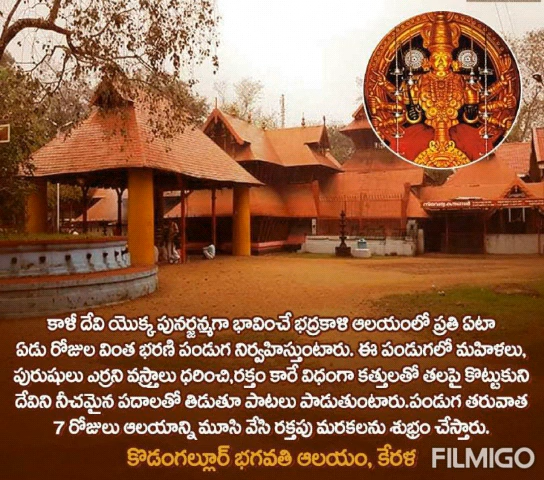 కాళీ దేవి యొక్క పునర్జన్మగా భావించే భద్రకాళి ఆలయంలో ప్రతి ఏటా
ఏడు రోజుల వింత భరణి పండుగ నిర్వహిస్తుంటారు. ఈ పండుగలో మహిళలు,
పురుషులు ఎర్రని వస్త్రాలు ధరించి,రక్తం కారే విధంగా కత్తులతో తలపై కొట్టుకుని
దేవిని నీచమైన పదాలతో తిడుతూ పాటలు పాడుతుంటారు.పండుగ తరువాత
7 రోజులు ఆలయాన్ని మూసి వేసి రక్తపు మరకలను శుభ్రం చేస్తారు.
కొడంగల్లూర్ భగవతి ఆలయం, కేరళ FILMIGO